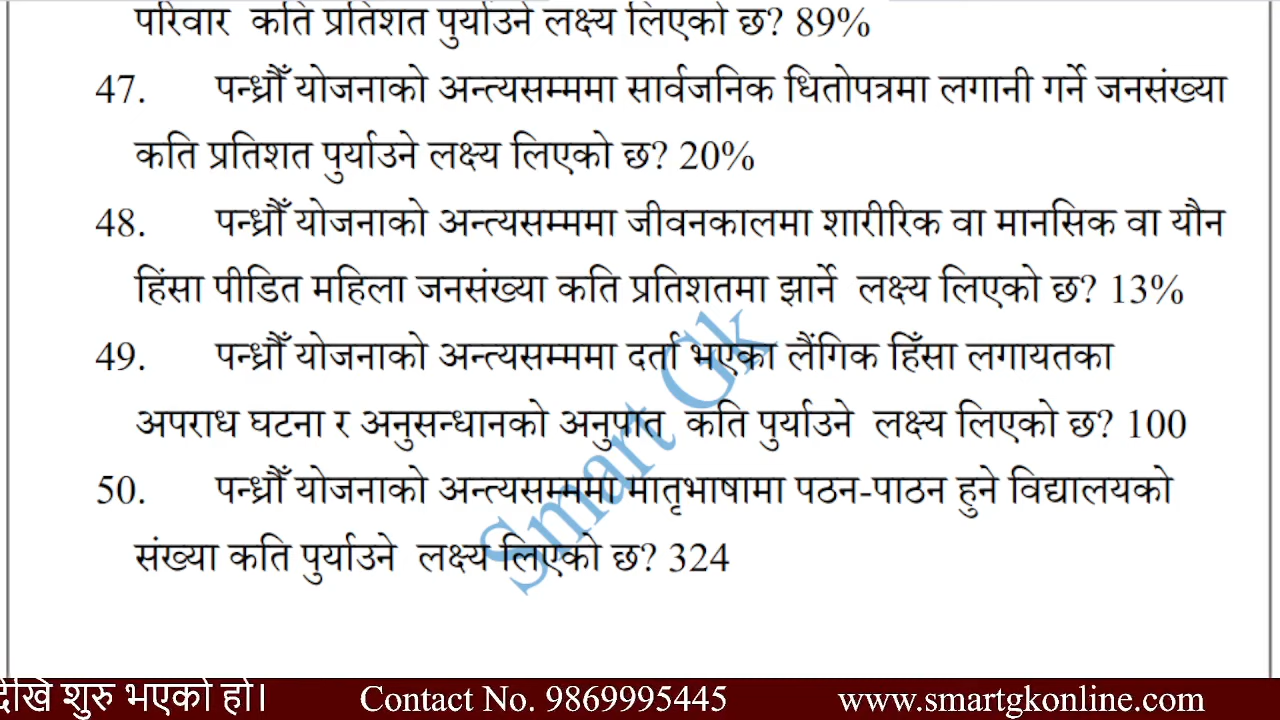 परिवार कति प्रतिशत पुर्याउने लक्ष्य लिएको छ? 89%
47. पन्ध्रौँ योजनाको अन्त्यसम्ममा सार्वजनिक धितोपत्रमा लगानी गर्ने जनसंख्या
कति प्रतिशत पुर्याउने लक्ष्य लिएको छ? 20%
48. पन्ध्रौँ योजनाको अन्त्यसम्ममा जीवनकालमा शारीरिक वा मानसिक वा यौन
हिंसा पीडित महिला जनसंख्या कति प्रतिशतमा झार्ने लक्ष्य लिएको छ? 13%
49. पन्ध्रौँ योजनाको अन्त्यसम्ममा दर्ता भएका लैंगिक हिँसा लगायतका
अपराध घटना र अनुसन्धानको अनुपात कति पुर्याउने लक्ष्य लिएको छ? 100
50. पन्ध्रौँ योजनाको अन्त्यसम्ममा मातृभाषामा पठन-पाठन हुने विद्यालयको
संख्या कति पुर्याउने लक्ष्य लिएको छ? 324
Smart Gk
देखि शुरु भएको हो। Contact No. 9869995445 www.smartgkonline.com